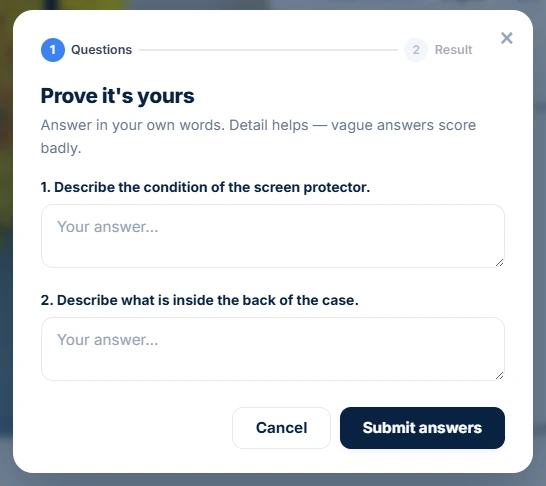 1 Questions 2 Result ×
Prove it's yours
Answer in your own words. Detail helps — vague answers score
badly.
1. Describe the condition of the screen protector.
Your answer...
2. Describe what is inside the back of the case.
Your answer...
Cancel Submit answers